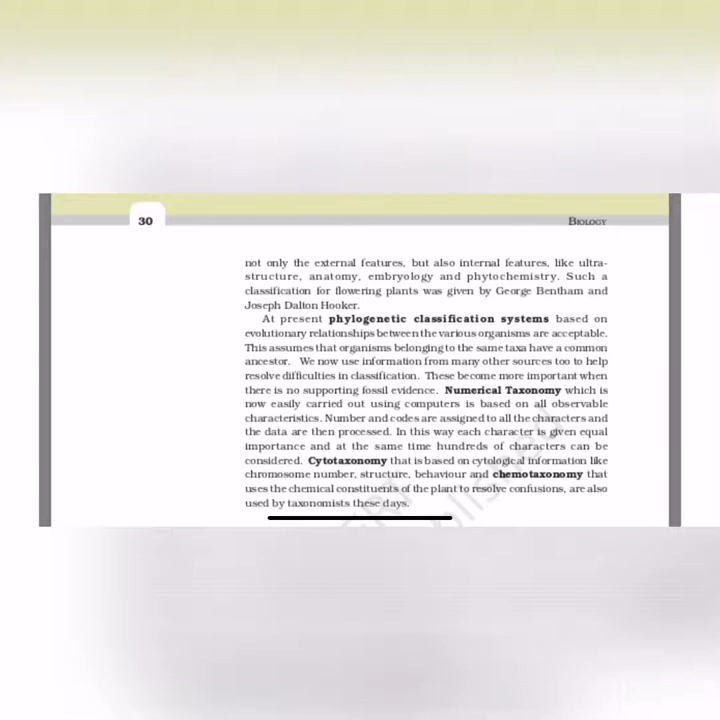 30
BIOLOGY
not only the external features, but also internal features, like ultra-
structure, anatomy, embryology and phytochemistry. Such a
classification for flowering plants was given by George Bentham and
Joseph Dalton Hooker.
At present phylogenetic classification systems based on
evolutionary relationships between the various organisms are acceptable.
This assumes that organisms belonging to the same taxa have a common
ancestor. We now use information from many other sources too to help
resolve difficulties in classification. These become more important when
there is no supporting fossil evidence. Numerical Taxonomy which is
now easily carried out using computers is based on all observable
characteristics. Number and codes are assigned to all the characters and
the data are then processed. In this way each character is given equal
importance and at the same time hundreds of characters can be
considered. Cytotaxonomy that is based on cytological information like
chromosome number, structure, behaviour and chemotaxonomy that
uses the chemical constituents of the plant to resolve confusions, are also
used by taxonomists these days.